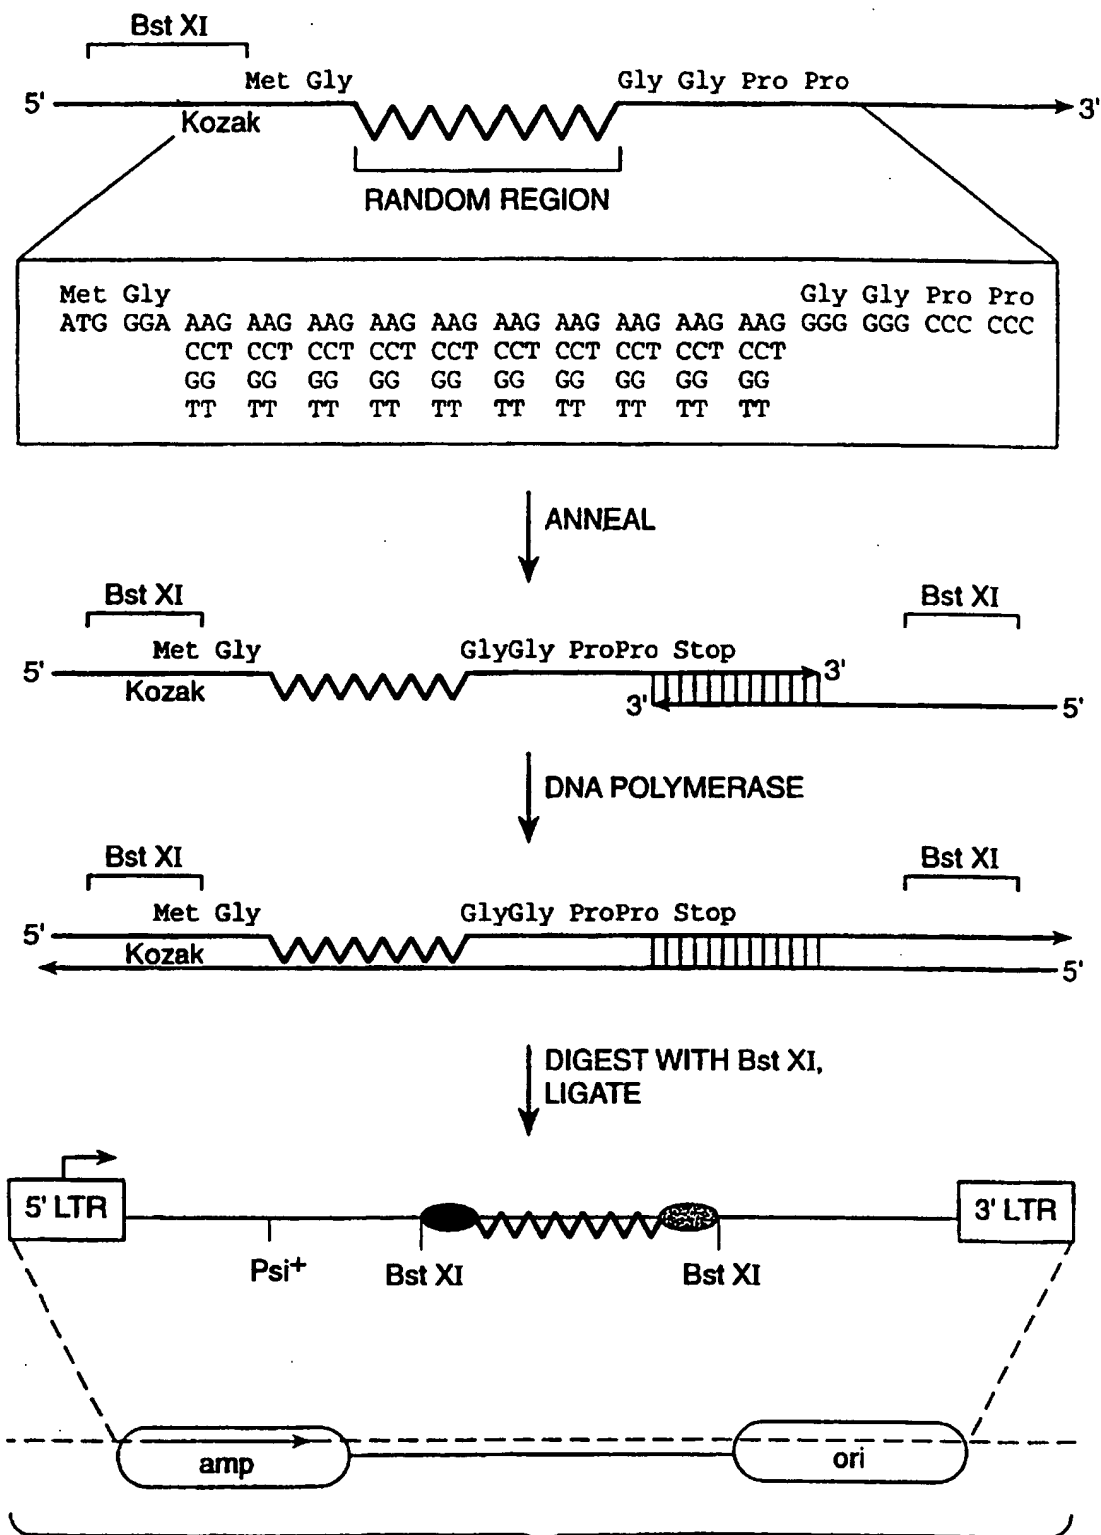 Bst XI
Met Gly Gly Gly Pro Pro
5' 3'
Kozak
RANDOM REGION
Met Gly Gly Gly Pro Pro
ATG GGA AAG AAG AAG AAG AAG AAG AAG AAG AAG AAG GGG GGG CCC CCC
CCT CCT CCT CCT CCT CCT CCT CCT CCT CCT
GG GG GG GG GG GG GG GG GG GG
TT TT TT TT TT TT TT TT TT TT
ANNEAL
Bst XI Bst XI
Met Gly GlyGly ProPro Stop
5' 3'
Kozak
3' 5'
DNA POLYMERASE
Bst XI Bst XI
Met Gly GlyGly ProPro Stop
5'
Kozak
5'
DIGEST WITH Bst XI,
LIGATE
5' LTR 3' LTR
Psi+ Bst XI Bst XI
amp ori